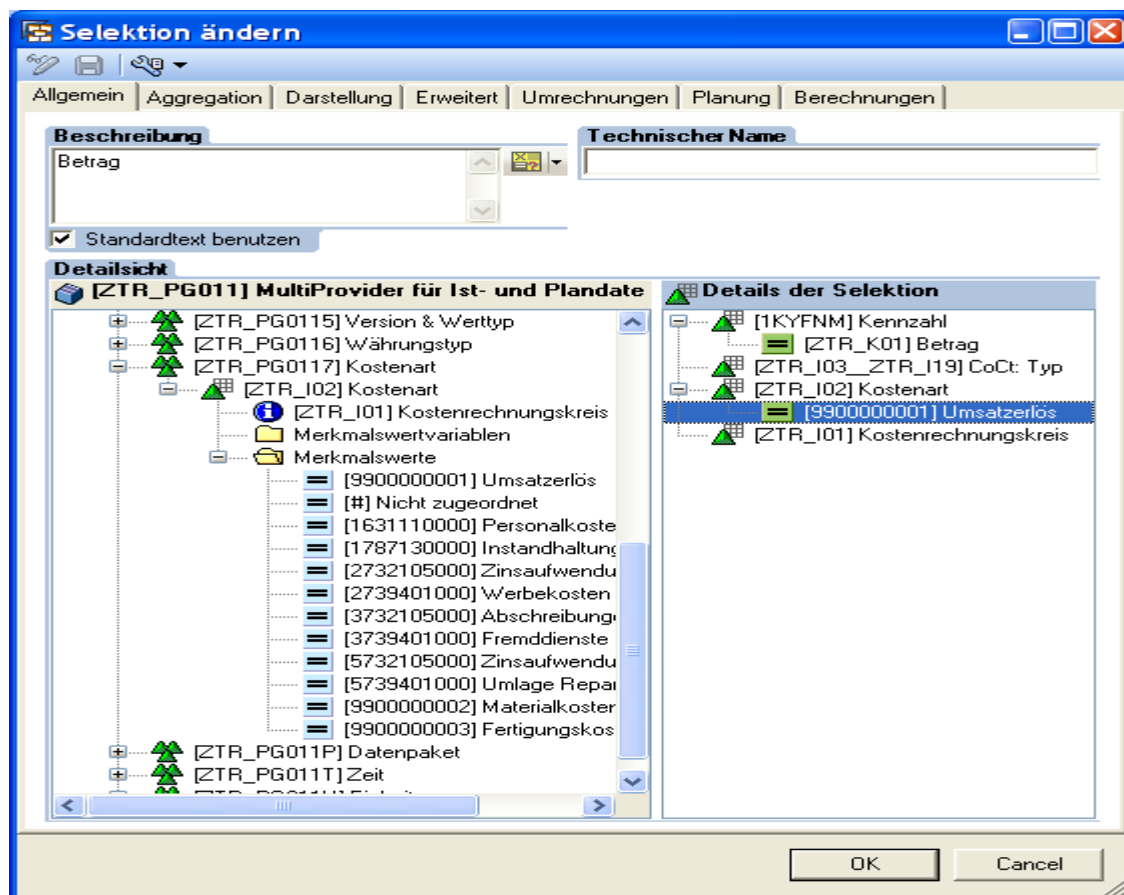 Selektion ändern
Allgemein Aggregation Darstellung Erweitert Umrechnungen Planung Berechnungen
Beschreibung
Technischer Name
Betrag
Standardtext benutzen
Detailsicht
[ZTR_PG011] MultiProvider für Ist- und Plandate
[ZTR_PG0115] Version & Werttyp
[ZTR_PG0116] Währungstyp
[ZTR_PG0117] Kostenart
[ZTR_I02] Kostenart
[ZTR_I01] Kostenrechnungskreis
Merkmalswertvariablen
Merkmalswerte
[9900000001] Umsatzerlös
[#] Nicht zugeordnet
[1631110000] Personalkoste
[1787130000] Instandhaltung
[2732105000] Zinsaufwendu
[2739401000] Werbekosten
[3732105000] Abschreibung
[3739401000] Fremddienste
[5732105000] Zinsaufwendu
[5739401000] Umlage Repar
[9900000002] Materialkoster
[9900000003] Fertigungskos
[ZTR_PG011P] Datenpaket
[ZTR_PG011T] Zeit
Details der Selektion
[1KYFNM] Kennzahl
[ZTR_K01] Betrag
[ZTR_I03__ZTR_I19] CoCt: Typ
[ZTR_I02] Kostenart
[9900000001] Umsatzerlös
[ZTR_I01] Kostenrechnungskreis
OK
Cancel